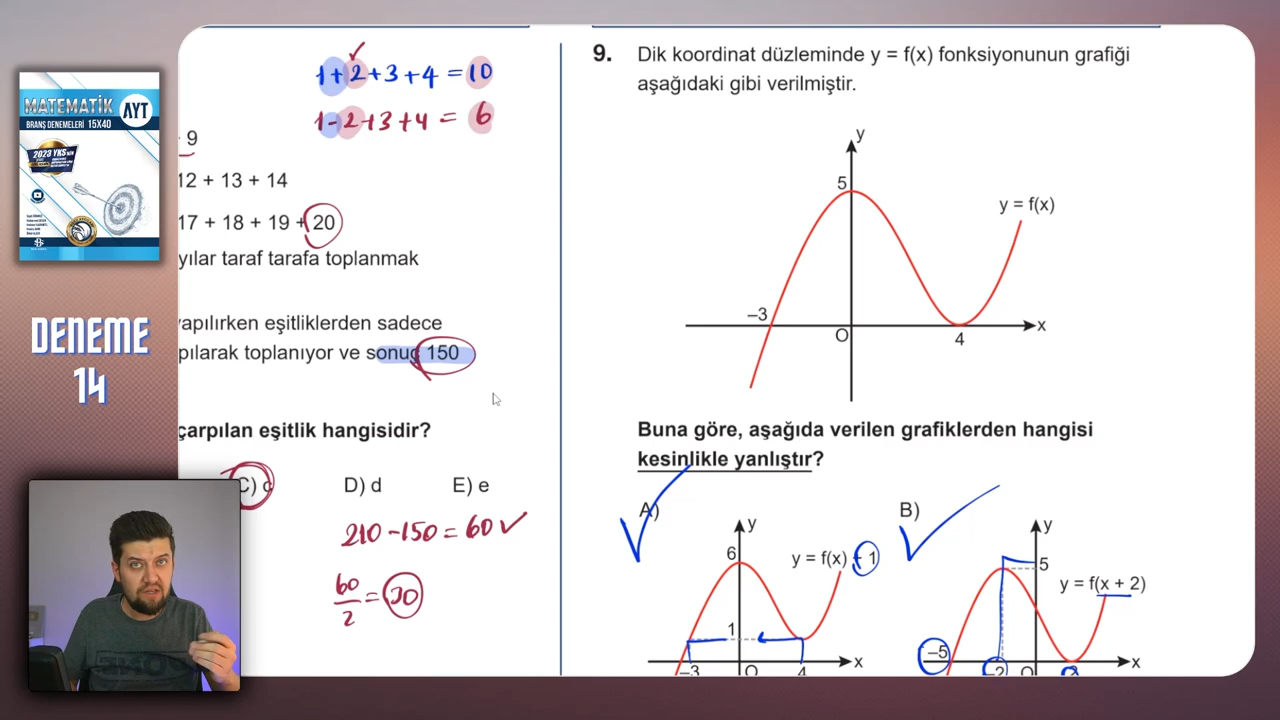 MATEMATİK
AYT
BRANŞ DENEMELERİ 15X40
2023 YKS'NİN
DENEME
14
1+2+3+4 = 10
1-2+3+4 = 6
9
12 + 13 + 14
17 + 18 + 19 + 20
yılar taraf tarafa toplanmak
yapılırken eşitliklerden sadece
pılarak toplanıyor ve sonuç 150
çarpılan eşitlik hangisidir?
C) c
D) d
E) e
210-150=60
60/2=30
9. Dik koordinat düzleminde y = f(x) fonksiyonunun grafiği
aşağıdaki gibi verilmiştir.
y
5
y = f(x)
–3
O
4
x
Buna göre, aşağıda verilen grafiklerden hangisi
kesinlikle yanlıştır?
A)
y
6
y = f(x) + 1
1
–3
O
4
x
B)
y
5
y = f(x + 2)
–5
–2
O
2
x